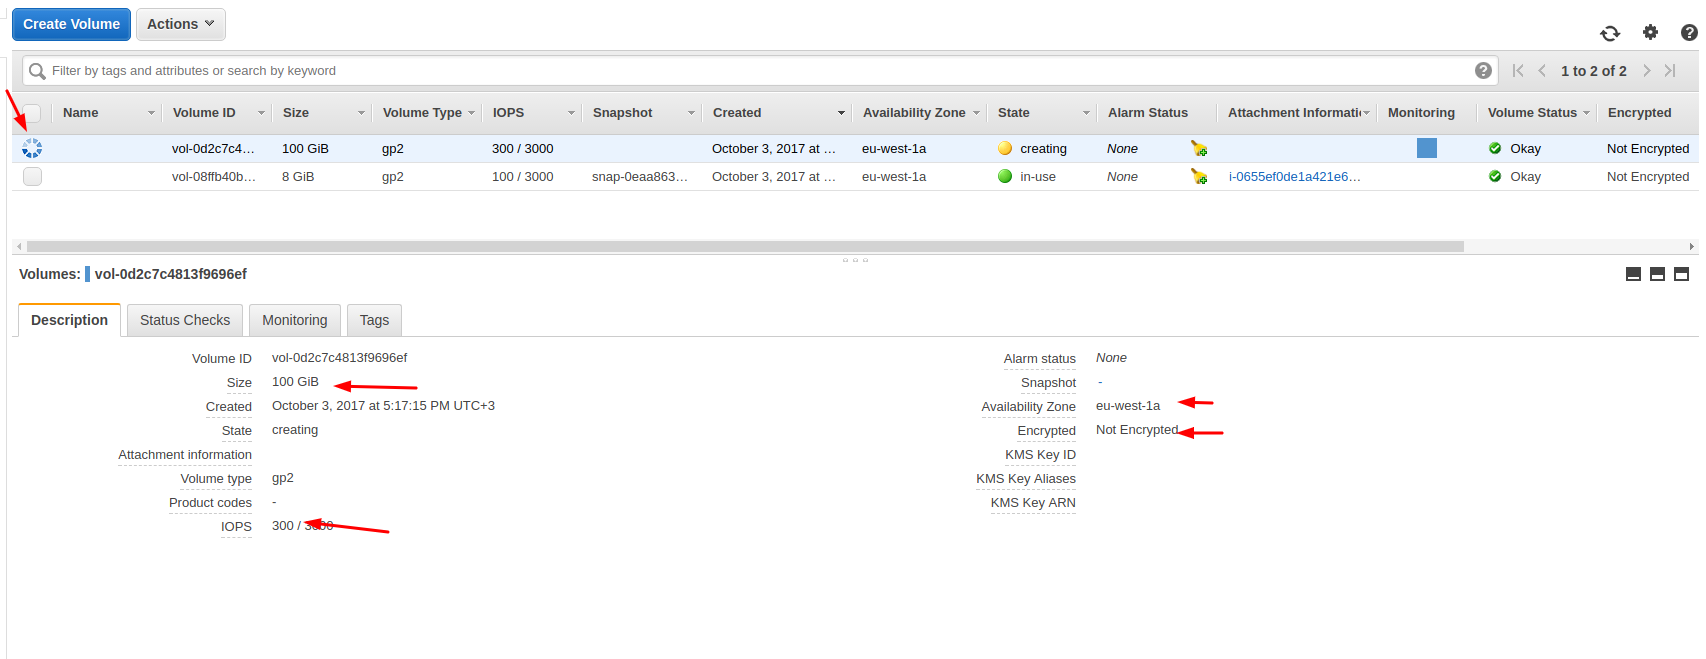 Create Volume Actions
Filter by tags and attributes or search by keyword ? 1 to 2 of 2 ?
Name Volume ID Size Volume Type IOPS Snapshot Created Availability Zone State Alarm Status Attachment Informati Monitoring Volume Status Encrypted
vol-0d2c7c4... 100 GiB gp2 300 / 3000 October 3, 2017 at ... eu-west-1a creating None Okay Not Encrypted
vol-08ffb40b... 8 GiB gp2 100 / 3000 snap-0eaa863... October 3, 2017 at ... eu-west-1a in-use None i-0655ef0de1a421e6... Okay Not Encrypted
Volumes: vol-0d2c7c4813f9696ef
Description Status Checks Monitoring Tags
Volume ID vol-0d2c7c4813f9696ef Alarm status None
Size 100 GiB Snapshot -
Created October 3, 2017 at 5:17:15 PM UTC+3 Availability Zone eu-west-1a
State creating Encrypted Not Encrypted
Attachment information KMS Key ID
Volume type gp2 KMS Key Aliases
Product codes - KMS Key ARN
IOPS 300 / 3000